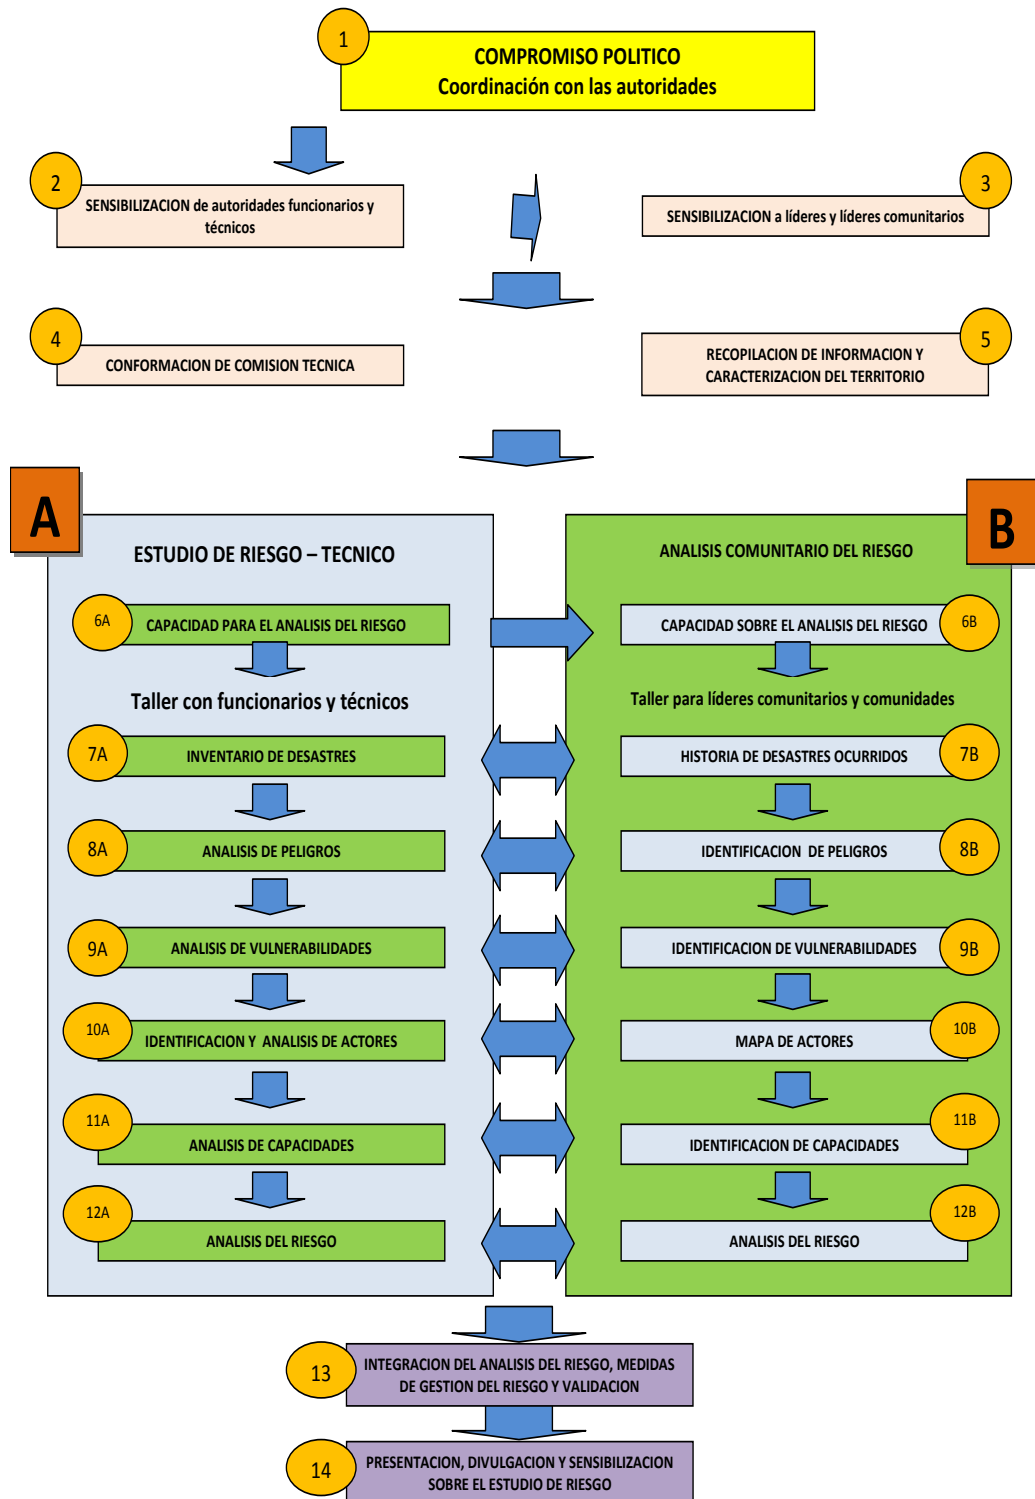 1
COMPROMISO POLITICO
Coordinación con las autoridades
2
SENSIBILIZACION de autoridades funcionarios y
técnicos
3
SENSIBILIZACION a líderes y líderes comunitarios
4
CONFORMACION DE COMISION TECNICA
5
RECOPILACION DE INFORMACION Y
CARACTERIZACION DEL TERRITORIO
A
ESTUDIO DE RIESGO – TECNICO
B
ANALISIS COMUNITARIO DEL RIESGO
6A
CAPACIDAD PARA EL ANALISIS DEL RIESGO
CAPACIDAD SOBRE EL ANALISIS DEL RIESGO
6B
Taller con funcionarios y técnicos
Taller para líderes comunitarios y comunidades
7A
INVENTARIO DE DESASTRES
HISTORIA DE DESASTRES OCURRIDOS
7B
8A
ANALISIS DE PELIGROS
IDENTIFICACION DE PELIGROS
8B
9A
ANALISIS DE VULNERABILIDADES
IDENTIFICACION DE VULNERABILIDADES
9B
10A
IDENTIFICACION Y ANALISIS DE ACTORES
MAPA DE ACTORES
10B
11A
ANALISIS DE CAPACIDADES
IDENTIFICACION DE CAPACIDADES
11B
12A
ANALISIS DEL RIESGO
ANALISIS DEL RIESGO
12B
13
INTEGRACION DEL ANALISIS DEL RIESGO, MEDIDAS
DE GESTION DEL RIESGO Y VALIDACION
14
PRESENTACION, DIVULGACION Y SENSIBILIZACION
SOBRE EL ESTUDIO DE RIESGO